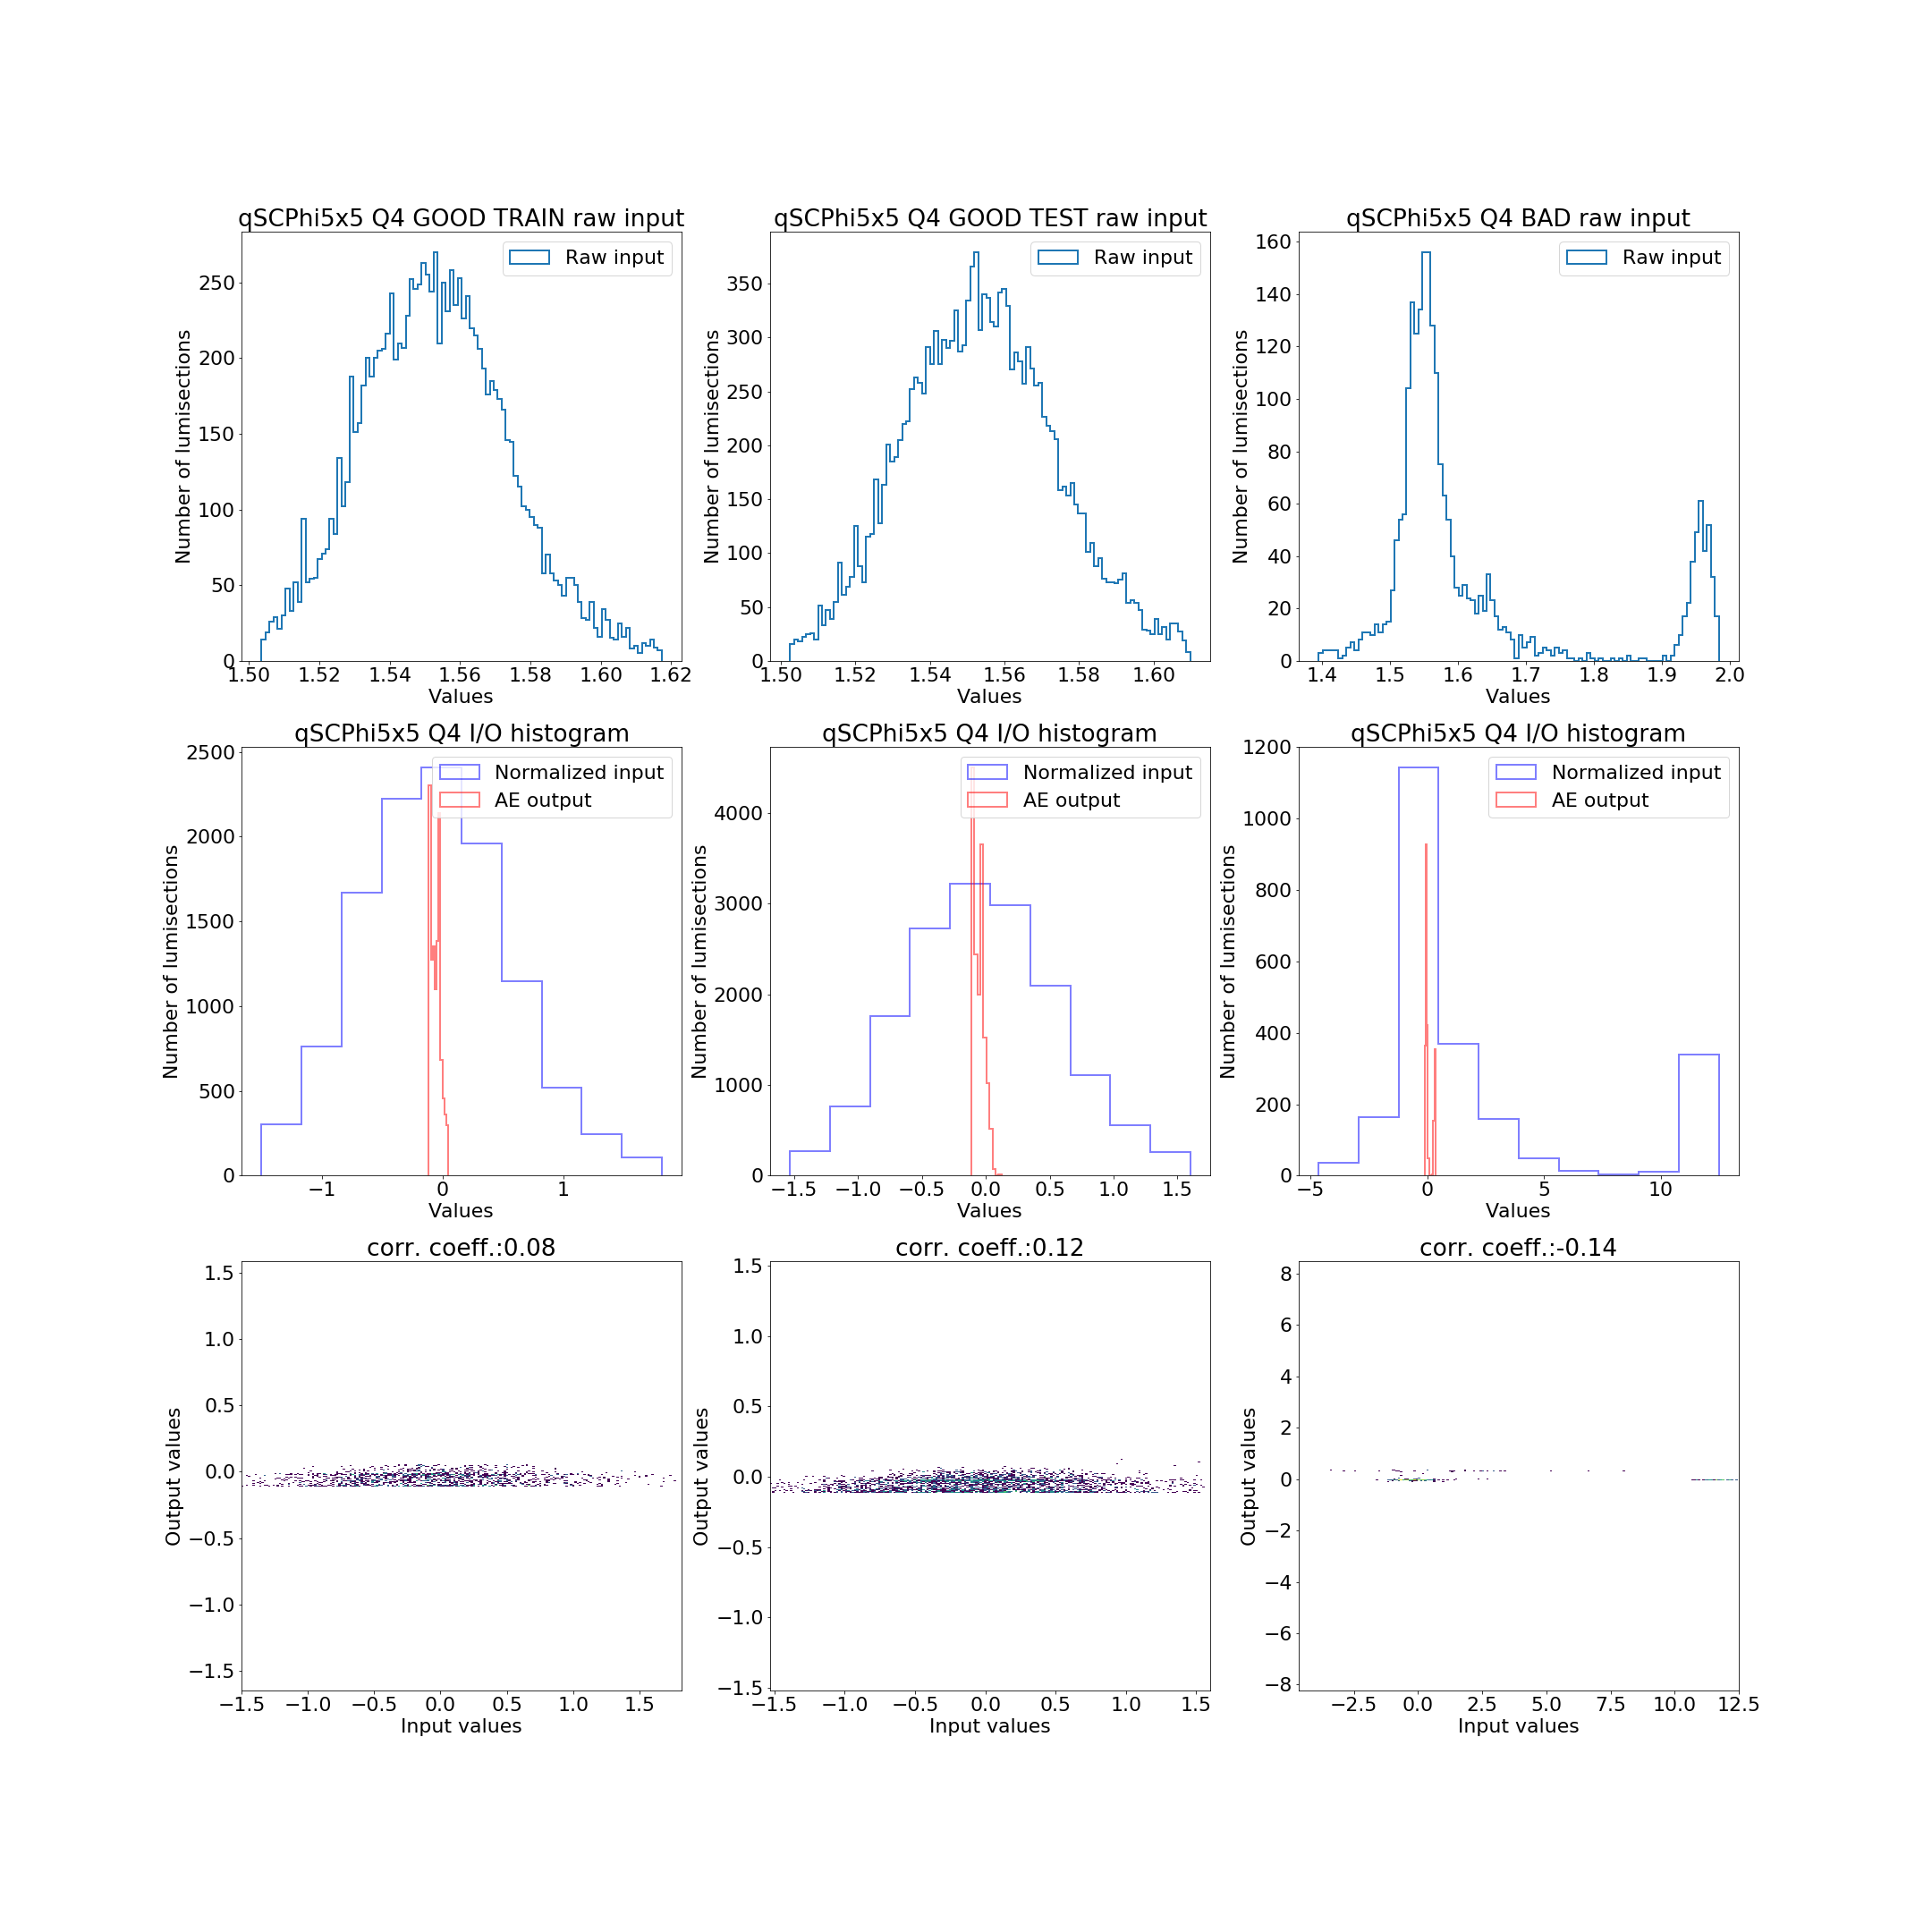 qSCPhi5x5 Q4 GOOD TRAIN raw input
Raw input
Number of lumisections
250
200
150
100
50
0
1.50 1.52 1.54 1.56 1.58 1.60 1.62
Values
qSCPhi5x5 Q4 GOOD TEST raw input
Raw input
Number of lumisections
350
300
250
200
150
100
50
0
1.50 1.52 1.54 1.56 1.58 1.60
Values
qSCPhi5x5 Q4 BAD raw input
Raw input
Number of lumisections
160
140
120
100
80
60
40
20
0
1.4 1.5 1.6 1.7 1.8 1.9 2.0
Values
qSCPhi5x5 Q4 I/O histogram
Normalized input
AE output
Number of lumisections
2500
2000
1500
1000
500
0
−1 0 1
Values
qSCPhi5x5 Q4 I/O histogram
Normalized input
AE output
Number of lumisections
4000
3000
2000
1000
0
−1.5 −1.0 −0.5 0.0 0.5 1.0 1.5
Values
qSCPhi5x5 Q4 I/O histogram
Normalized input
AE output
Number of lumisections
1200
1000
800
600
400
200
0
−5 0 5 10
Values
corr. coeff.:0.08
Output values
1.5
1.0
0.5
0.0
−0.5
−1.0
−1.5
−1.5 −1.0 −0.5 0.0 0.5 1.0 1.5
Input values
corr. coeff.:0.12
Output values
1.5
1.0
0.5
0.0
−0.5
−1.0
−1.5
−1.5 −1.0 −0.5 0.0 0.5 1.0 1.5
Input values
corr. coeff.:-0.14
Output values
8
6
4
2
0
−2
−4
−6
−8
−2.5 0.0 2.5 5.0 7.5 10.0 12.5
Input values